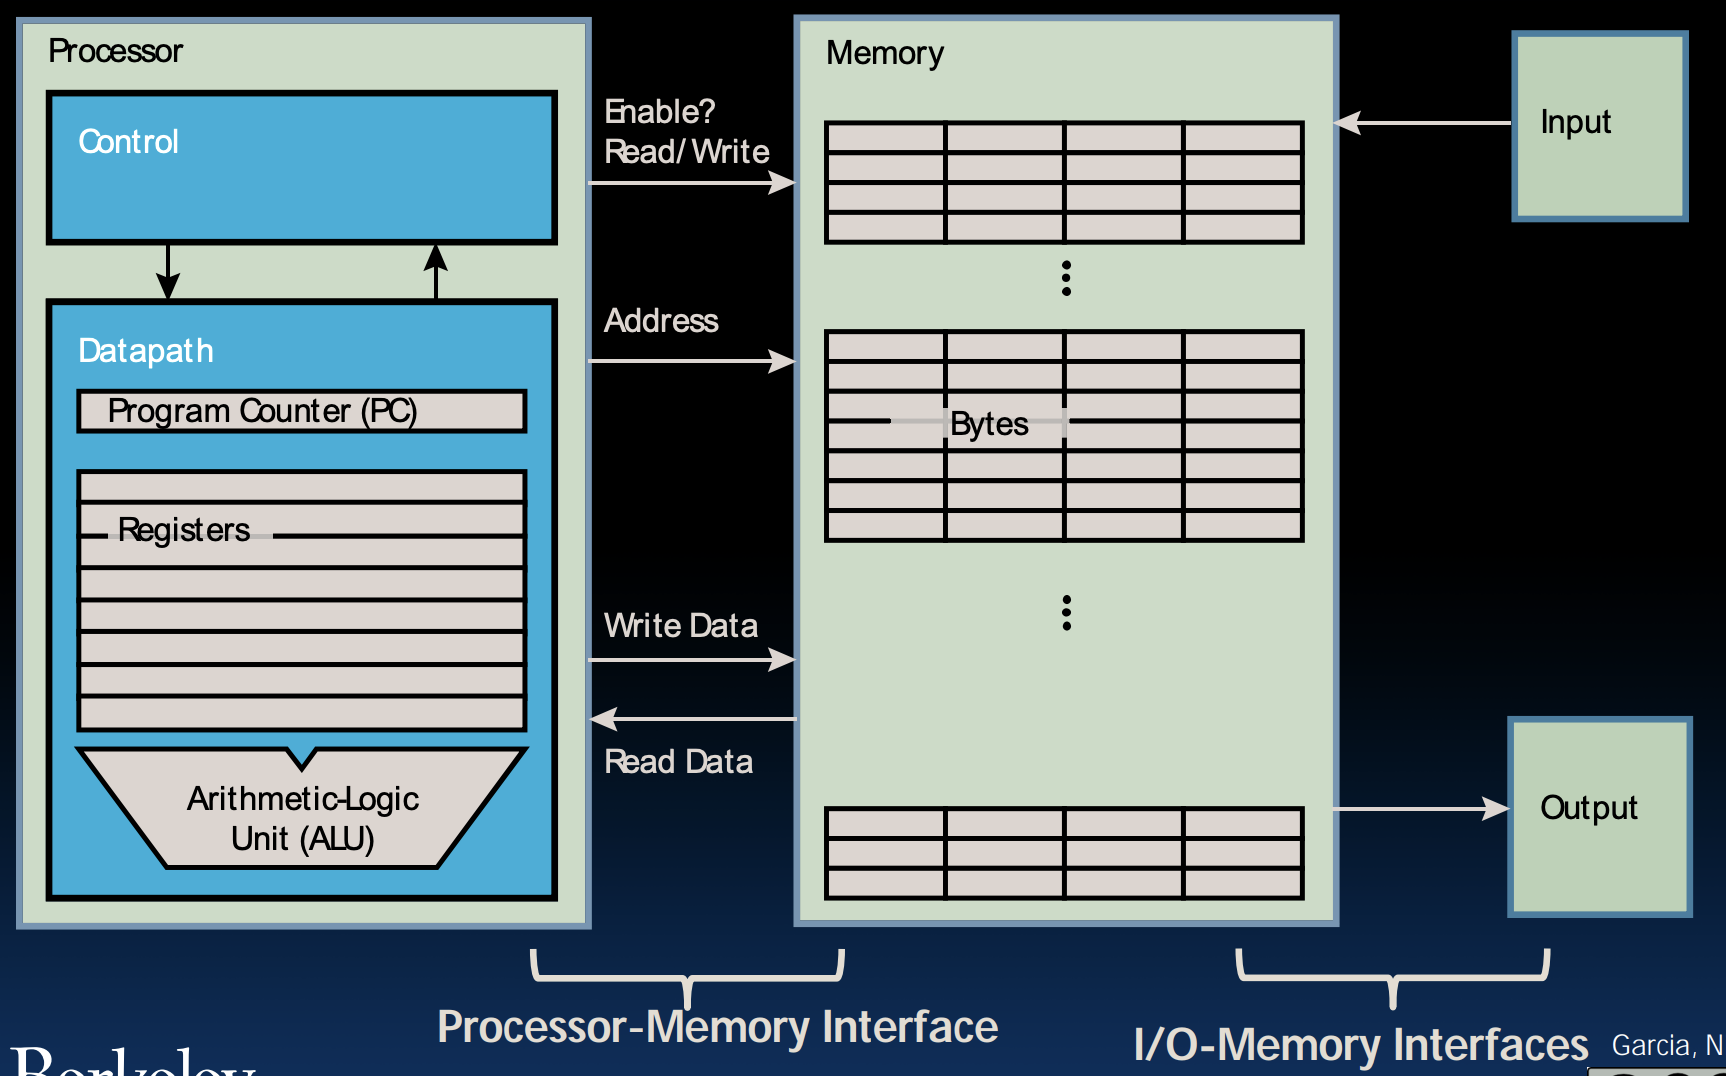 Processor
Control
Datapath
Program Counter (PC)
Registers
Arithmetic-Logic
Unit (ALU)
Enable?
Read/Write
Address
Write Data
Read Data
Memory
Bytes
Input
Output
Processor-Memory Interface
I/O-Memory Interfaces
Garcia, N
Berkeley